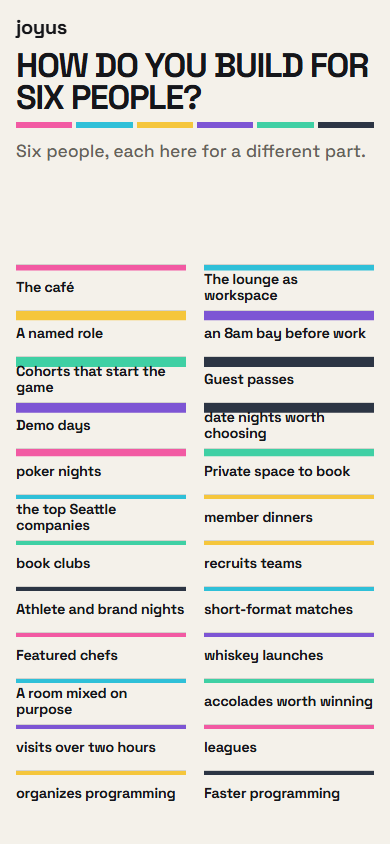 joyus
HOW DO YOU BUILD FOR
SIX PEOPLE?
Six people, each here for a different part.
The café
The lounge as
workspace
A named role
an 8am bay before work
Cohorts that start the
game
Guest passes
Demo days
date nights worth
choosing
poker nights
Private space to book
the top Seattle
companies
member dinners
book clubs
recruits teams
Athlete and brand nights
short-format matches
Featured chefs
whiskey launches
A room mixed on
purpose
accolades worth winning
visits over two hours
leagues
organizes programming
Faster programming